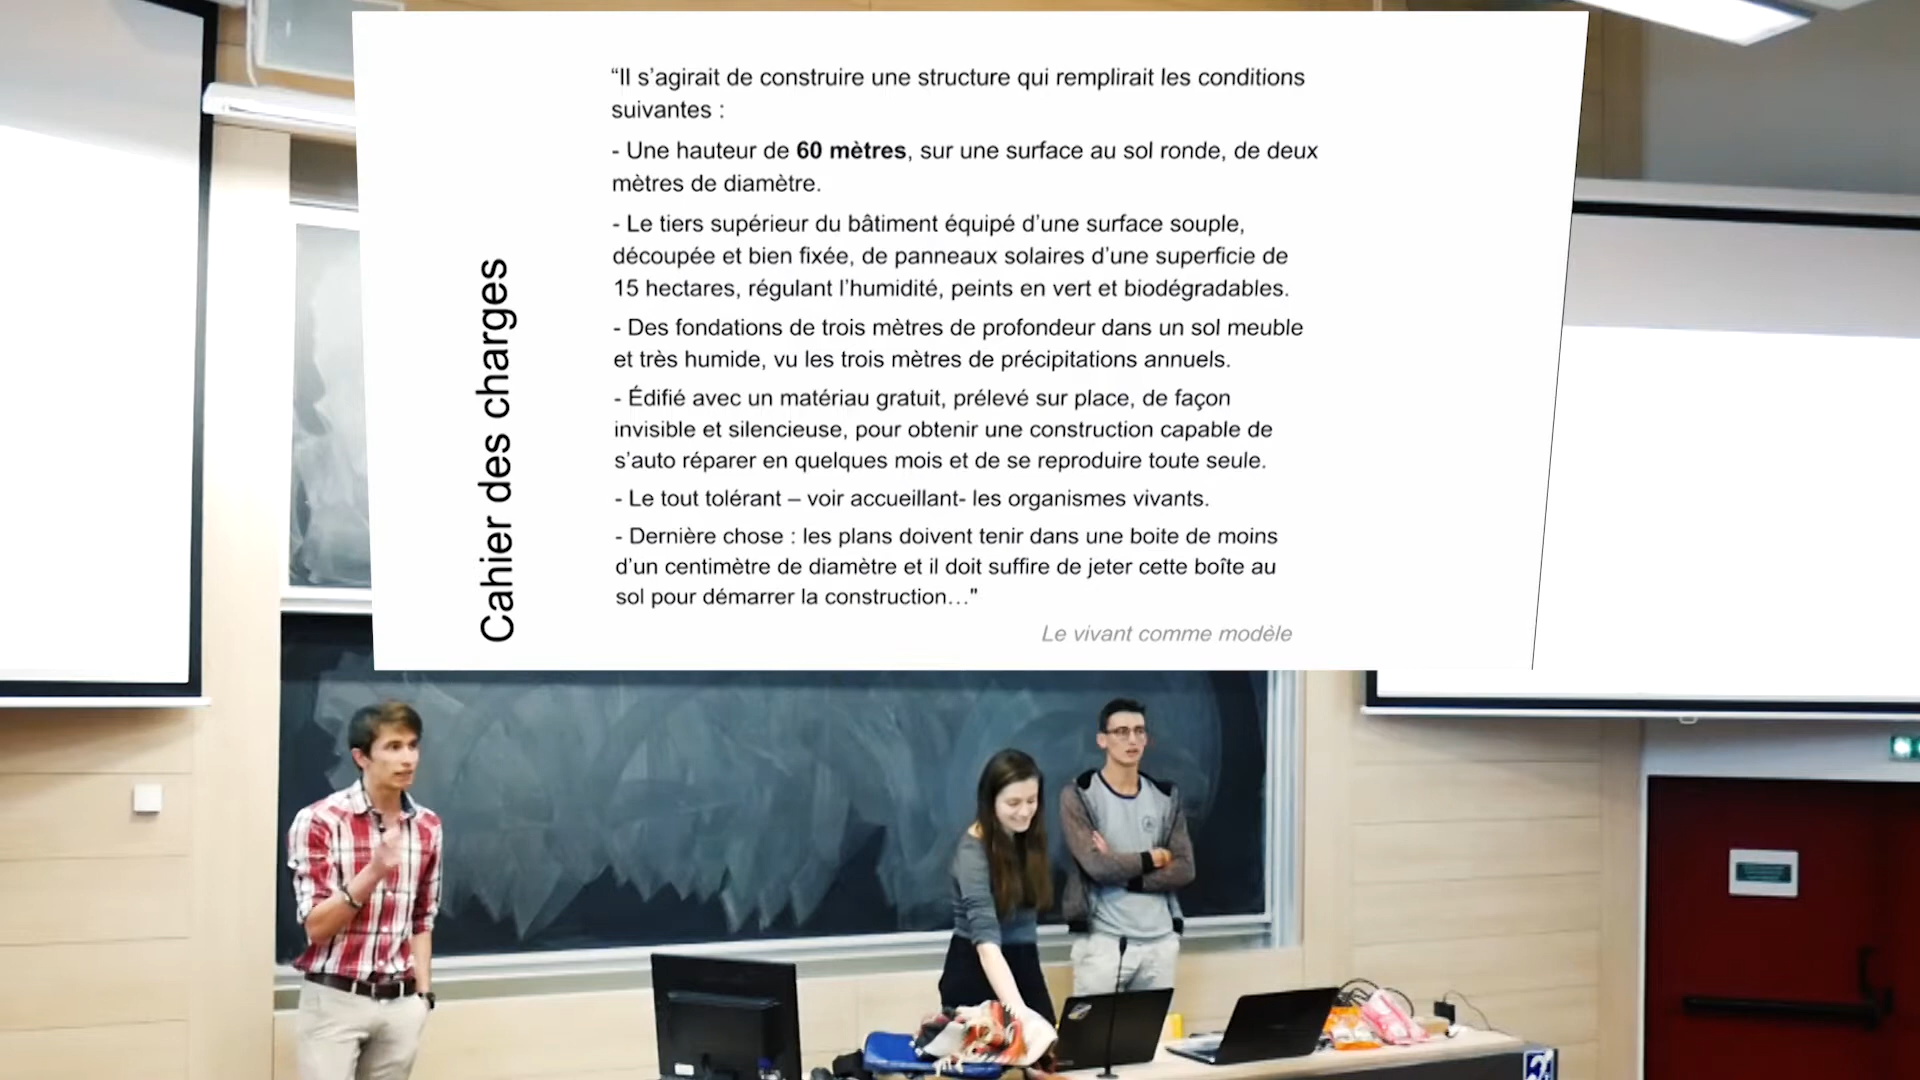 “Il s’agirait de construire une structure qui remplirait les conditions
suivantes :
- Une hauteur de 60 mètres, sur une surface au sol ronde, de deux
mètres de diamètre.
- Le tiers supérieur du bâtiment équipé d’une surface souple,
découpée et bien fixée, de panneaux solaires d’une superficie de
15 hectares, régulant l’humidité, peints en vert et biodégradables.
- Des fondations de trois mètres de profondeur dans un sol meuble
et très humide, vu les trois mètres de précipitations annuels.
- Édifié avec un matériau gratuit, prélevé sur place, de façon
invisible et silencieuse, pour obtenir une construction capable de
s’auto réparer en quelques mois et de se reproduire toute seule.
- Le tout tolérant – voir accueillant- les organismes vivants.
- Dernière chose : les plans doivent tenir dans une boite de moins
d’un centimètre de diamètre et il doit suffire de jeter cette boîte au
sol pour démarrer la construction…"
Le vivant comme modèle
Cahier des charges